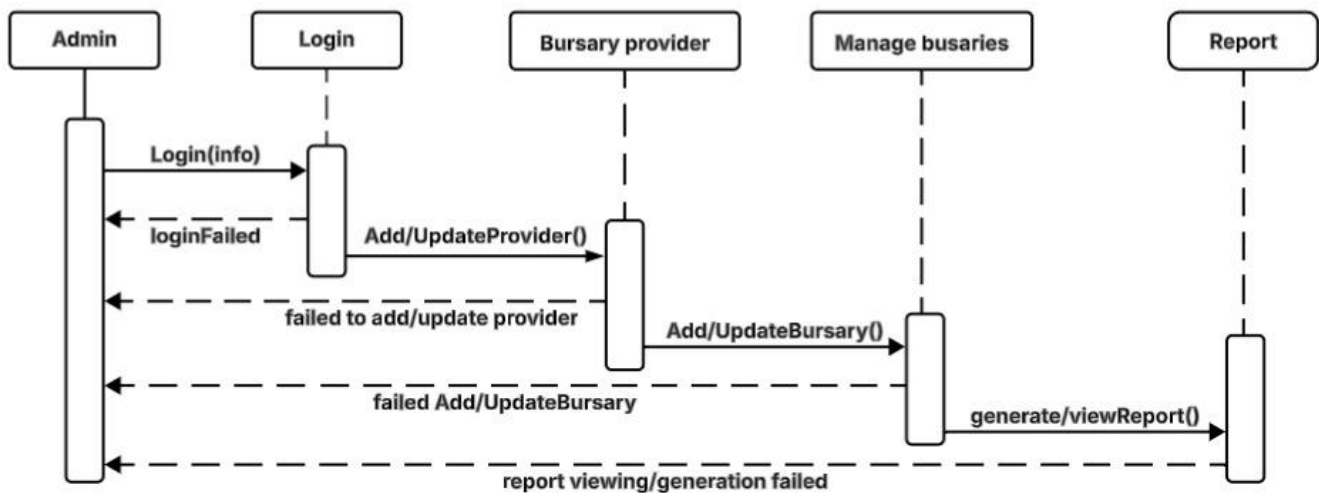 Admin
Login
Bursary provider
Manage busaries
Report
Login(info)
loginFailed
Add/UpdateProvider()
failed to add/update provider
Add/UpdateBursary()
failed Add/UpdateBursary
generate/viewReport()
report viewing/generation failed